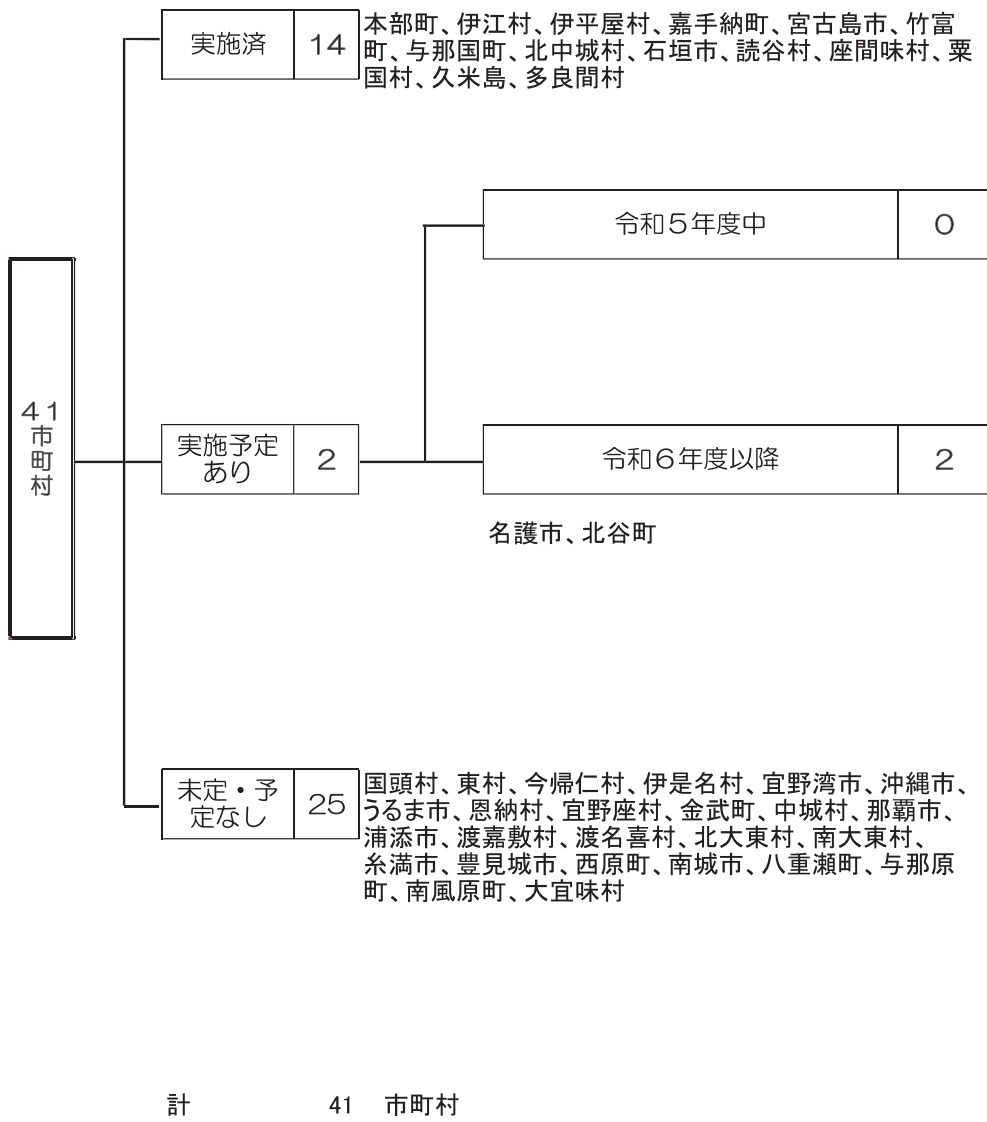 実施済 14
本部町、伊江村、伊平屋村、嘉手納町、宮古島市、竹富
町、与那国町、北中城村、石垣市、読谷村、座間味村、粟
国村、久米島、多良間村
令和５年度中 0
41
市
町
村
実施予定
あり
2
令和６年度以降 2
名護市、北谷町
未定・予
定なし
25
国頭村、東村、今帰仁村、伊是名村、宜野湾市、沖縄市、
うるま市、恩納村、宜野座村、金武町、中城村、那覇市、
浦添市、渡嘉敷村、渡名喜村、北大東村、南大東村、
糸満市、豊見城市、西原町、南城市、八重瀬町、与那原
町、南風原町、大宜味村
計 41 市町村